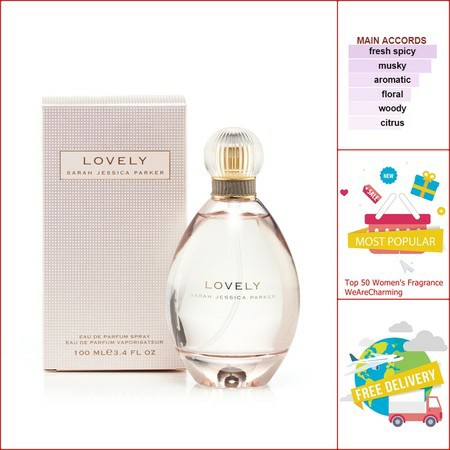 LOVELY
SARAH JESSICA PARKER
EAU DE PARFUM SPRAY
EAU DE PARFUM VAPORISATEUR
100 ML℮3.4 FL OZ
LOVELY
SARAH JESSICA PARKER
MAIN ACCORDS
fresh spicy
musky
aromatic
floral
woody
citrus
NEW
SALE
MOST POPULAR
Top 50 Women's Fragrance
WeAreCharming
FREE DELIVERY